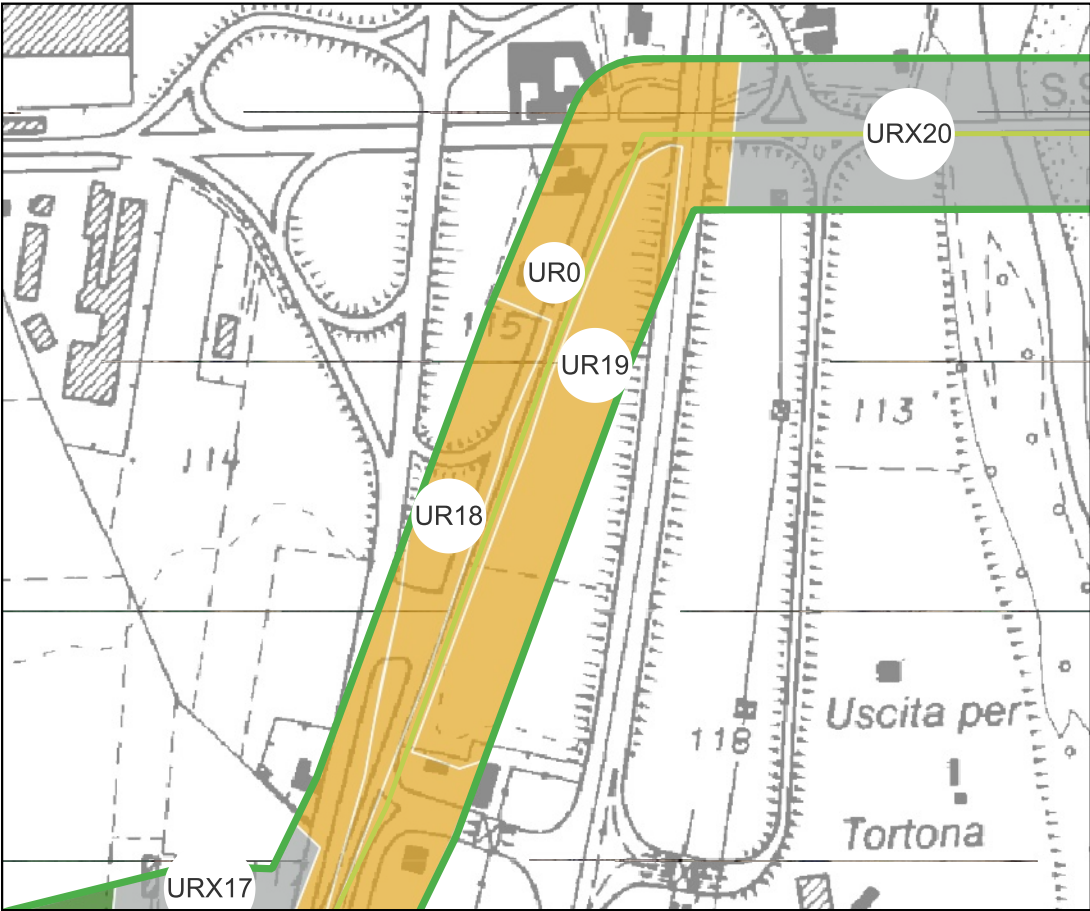 S.S
URX20
UR0
115
UR19
113
114
UR18
Uscita per
118
Tortona
URX17